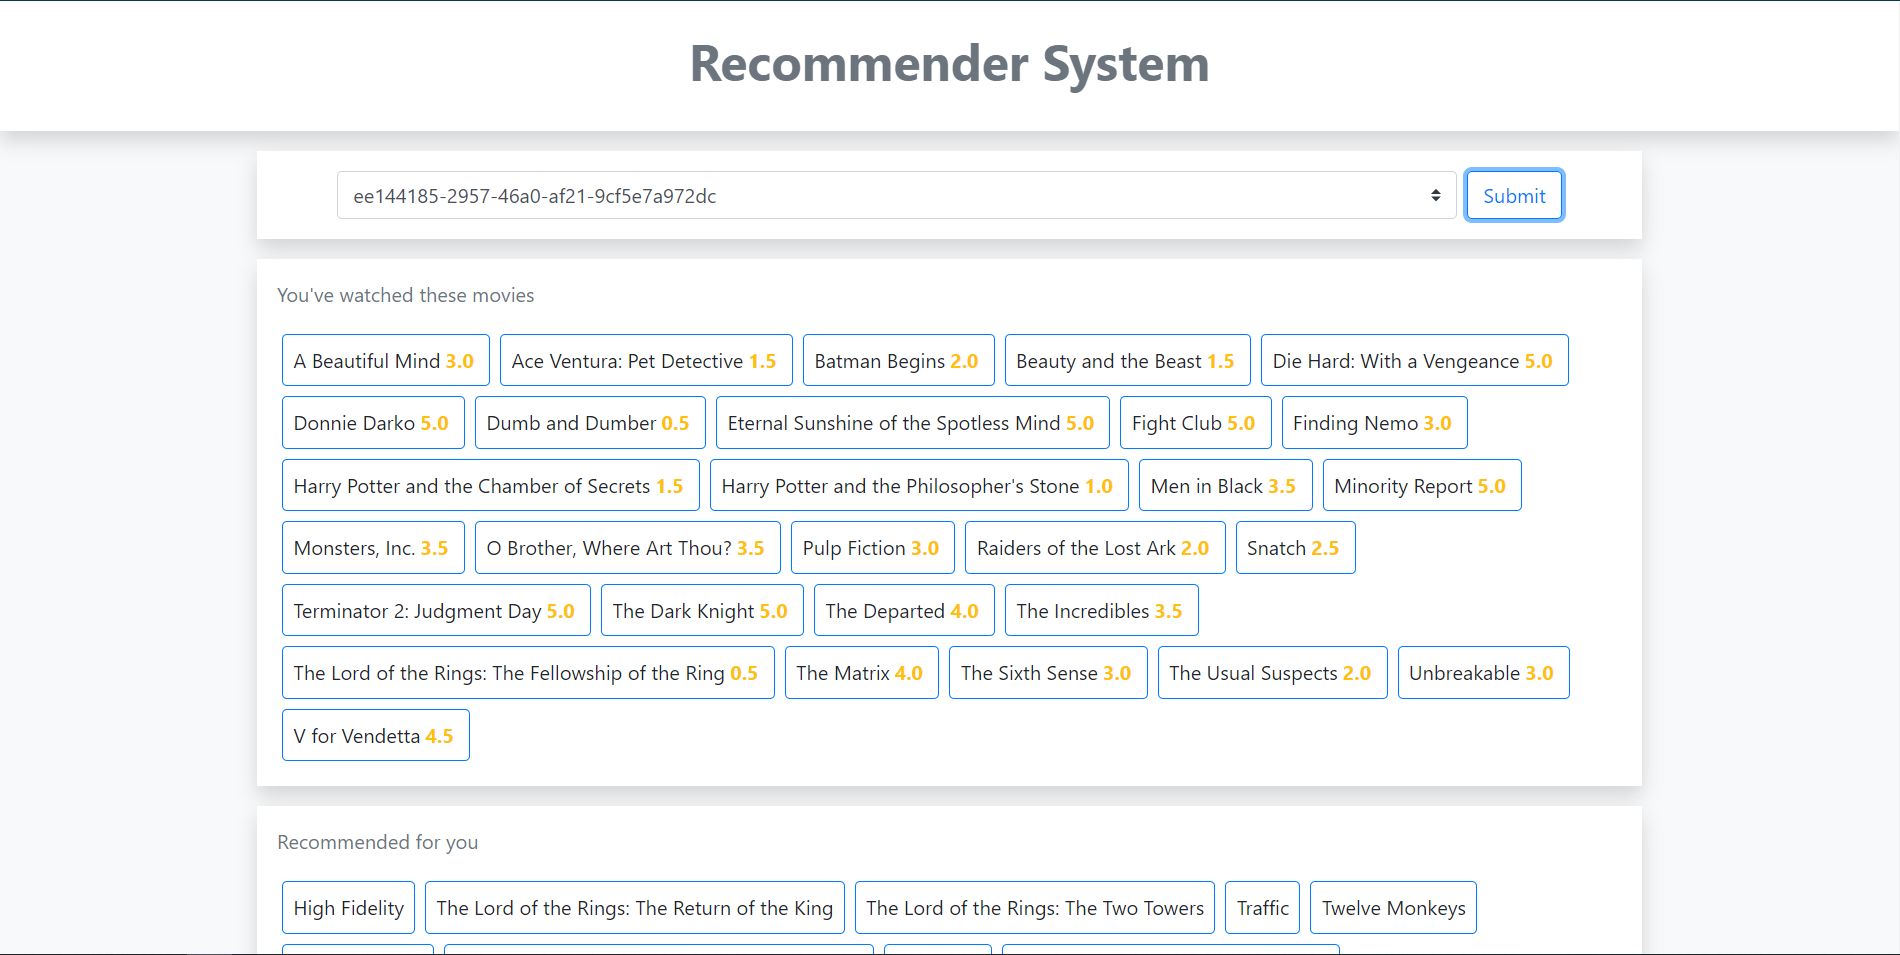 Recommender System
ee144185-2957-46a0-af21-9cf5e7a972dc Submit
You've watched these movies
A Beautiful Mind 3.0 Ace Ventura: Pet Detective 1.5 Batman Begins 2.0 Beauty and the Beast 1.5 Die Hard: With a Vengeance 5.0
Donnie Darko 5.0 Dumb and Dumber 0.5 Eternal Sunshine of the Spotless Mind 5.0 Fight Club 5.0 Finding Nemo 3.0
Harry Potter and the Chamber of Secrets 1.5 Harry Potter and the Philosopher's Stone 1.0 Men in Black 3.5 Minority Report 5.0
Monsters, Inc. 3.5 O Brother, Where Art Thou? 3.5 Pulp Fiction 3.0 Raiders of the Lost Ark 2.0 Snatch 2.5
Terminator 2: Judgment Day 5.0 The Dark Knight 5.0 The Departed 4.0 The Incredibles 3.5
The Lord of the Rings: The Fellowship of the Ring 0.5 The Matrix 4.0 The Sixth Sense 3.0 The Usual Suspects 2.0 Unbreakable 3.0
V for Vendetta 4.5
Recommended for you
High Fidelity The Lord of the Rings: The Return of the King The Lord of the Rings: The Two Towers Traffic Twelve Monkeys